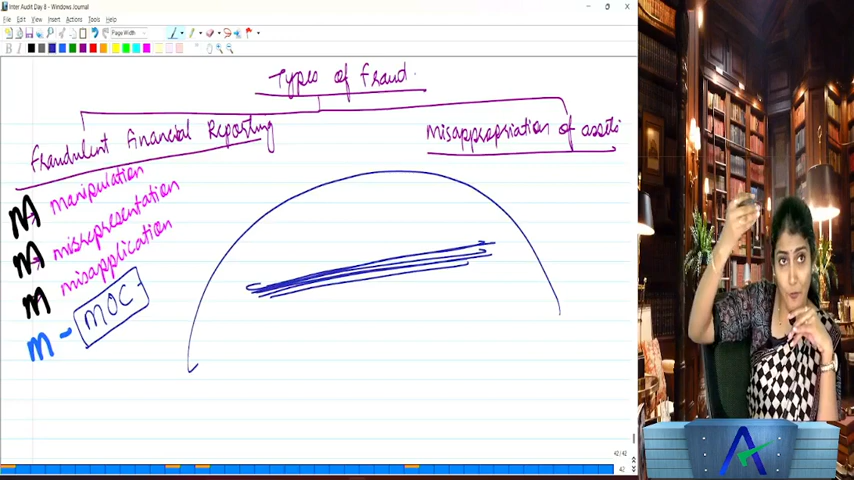 Inter Audit Day 8 - Windows Journal
File Edit View Insert Actions Tools Help
Page Width
Types of fraud.
Fraudulent Financial Reporting
misappropriation of assets
M manipulation
M misrepresentation
M misapplication
M - MOC
42/42
42